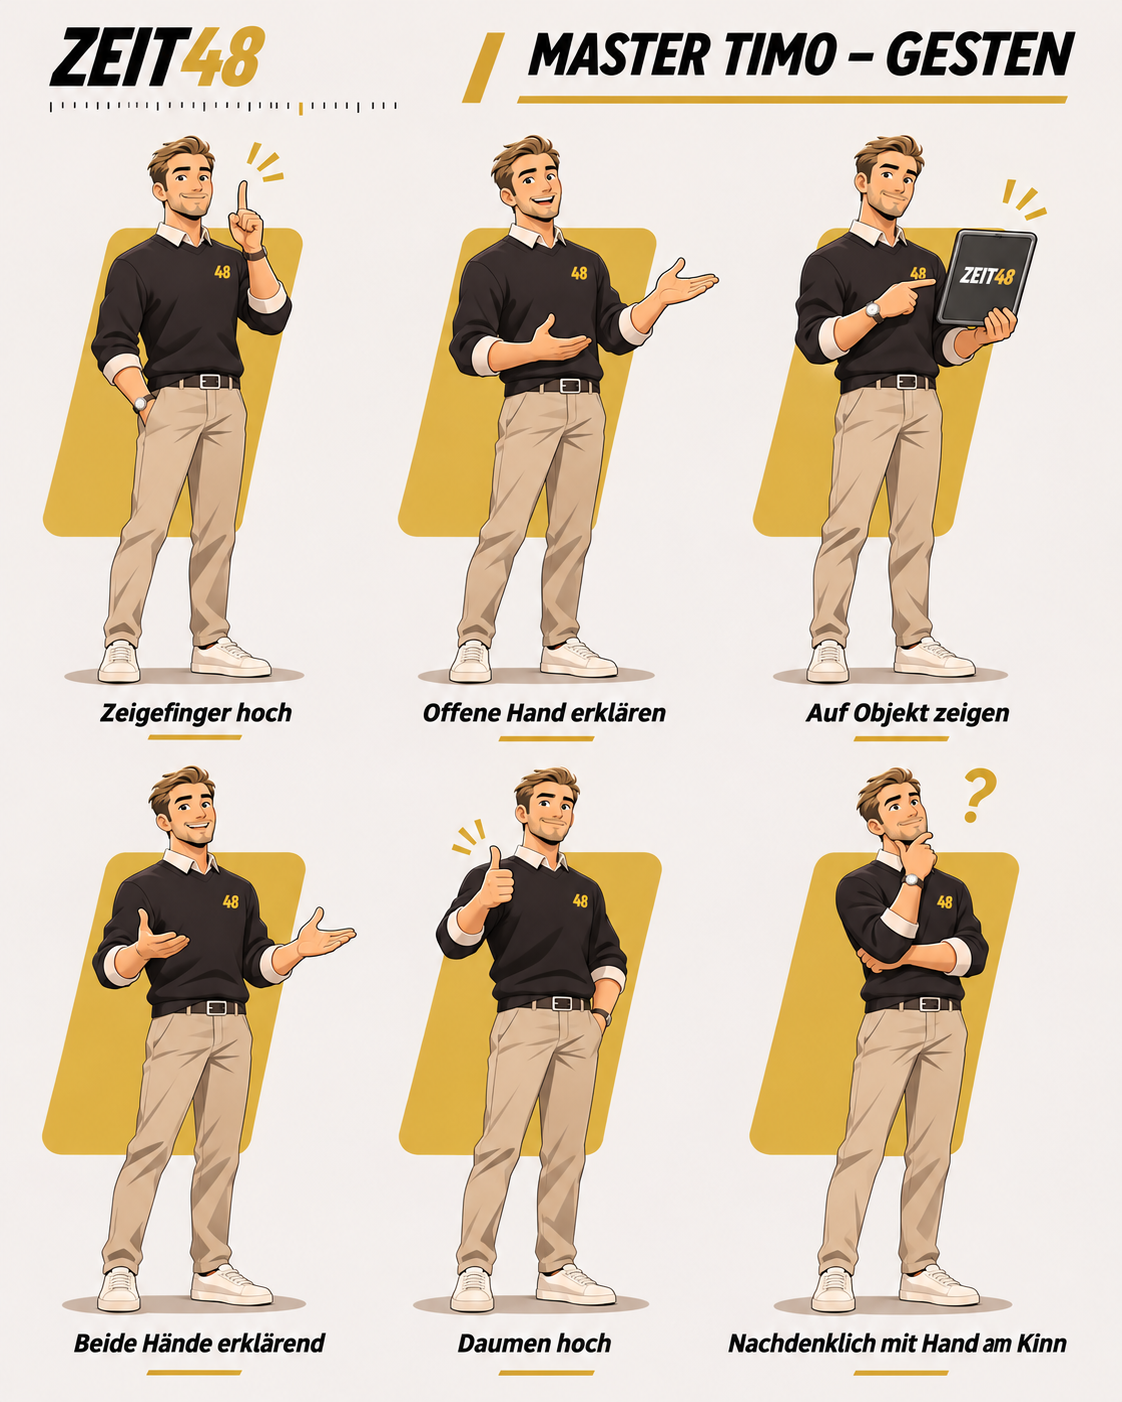 ZEIT48
MASTER TIMO – GESTEN
48
48
48
ZEIT48
Zeigefinger hoch
Offene Hand erklären
Auf Objekt zeigen
?
48
48
48
Beide Hände erklärend
Daumen hoch
Nachdenklich mit Hand am Kinn